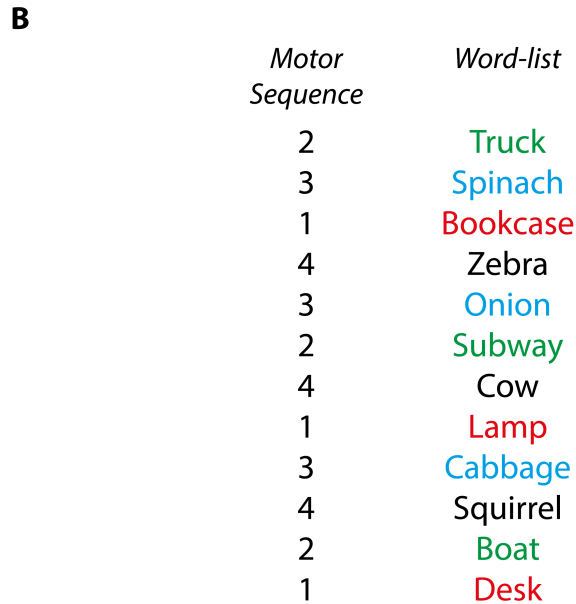 B
Motor Word-list
Sequence
2 Truck
3 Spinach
1 Bookcase
4 Zebra
3 Onion
2 Subway
4 Cow
1 Lamp
3 Cabbage
4 Squirrel
2 Boat
1 Desk